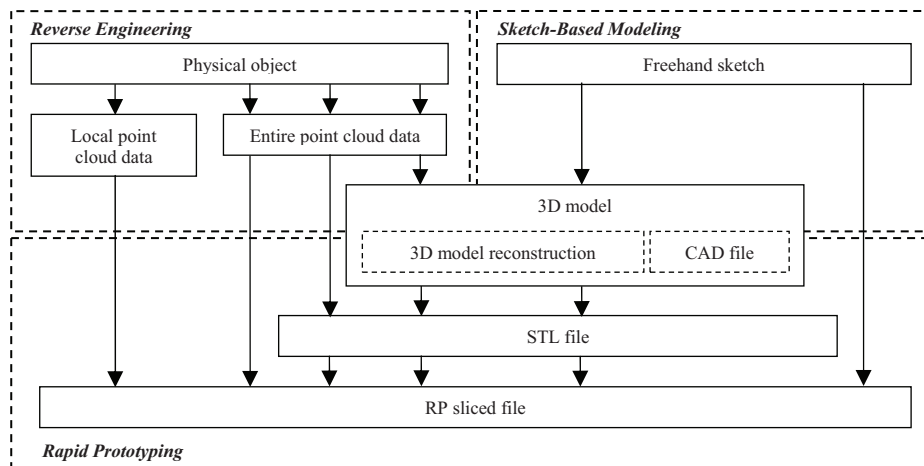 Reverse Engineering
Sketch-Based Modeling
Physical object
Freehand sketch
Local point
cloud data
Entire point cloud data
3D model
3D model reconstruction
CAD file
STL file
RP sliced file
Rapid Prototyping